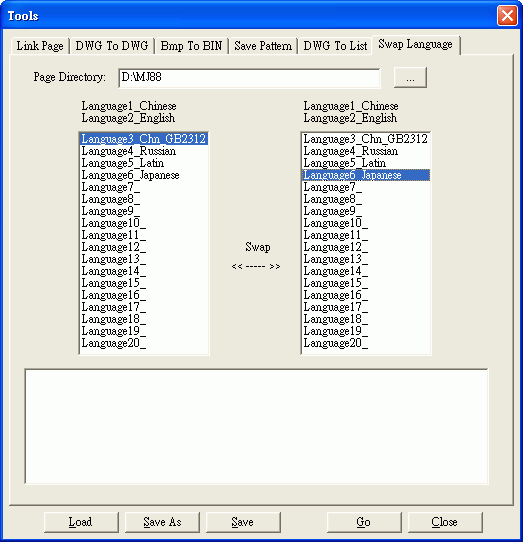 Tools
Link Page DWG To DWG Bmp To BIN Save Pattern DWG To List Swap Language
Page Directory: D:\MJ88 ...
Language1_Chinese Language1_Chinese
Language2_English Language2_English
Language3_Chn_GB2312 Language3_Chn_GB2312
Language4_Russian Language4_Russian
Language5_Latin Language5_Latin
Language6_Japanese Language6_Japanese
Language7_ Language7_
Language8_ Language8_
Language9_ Language9_
Language10_ Language10_
Language11_ Language11_
Language12_ Swap Language12_
Language13_ Language13_
Language14_ << ----- >> Language14_
Language15_ Language15_
Language16_ Language16_
Language17_ Language17_
Language18_ Language18_
Language19_ Language19_
Language20_ Language20_
Load Save As Save Go Close